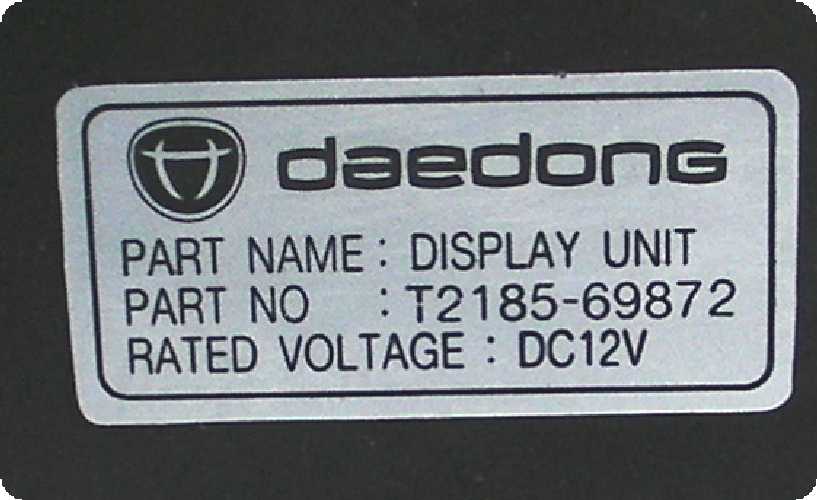 daedong
PART NAME : DISPLAY UNIT
PART NO : T2185-69872
RATED VOLTAGE : DC12V